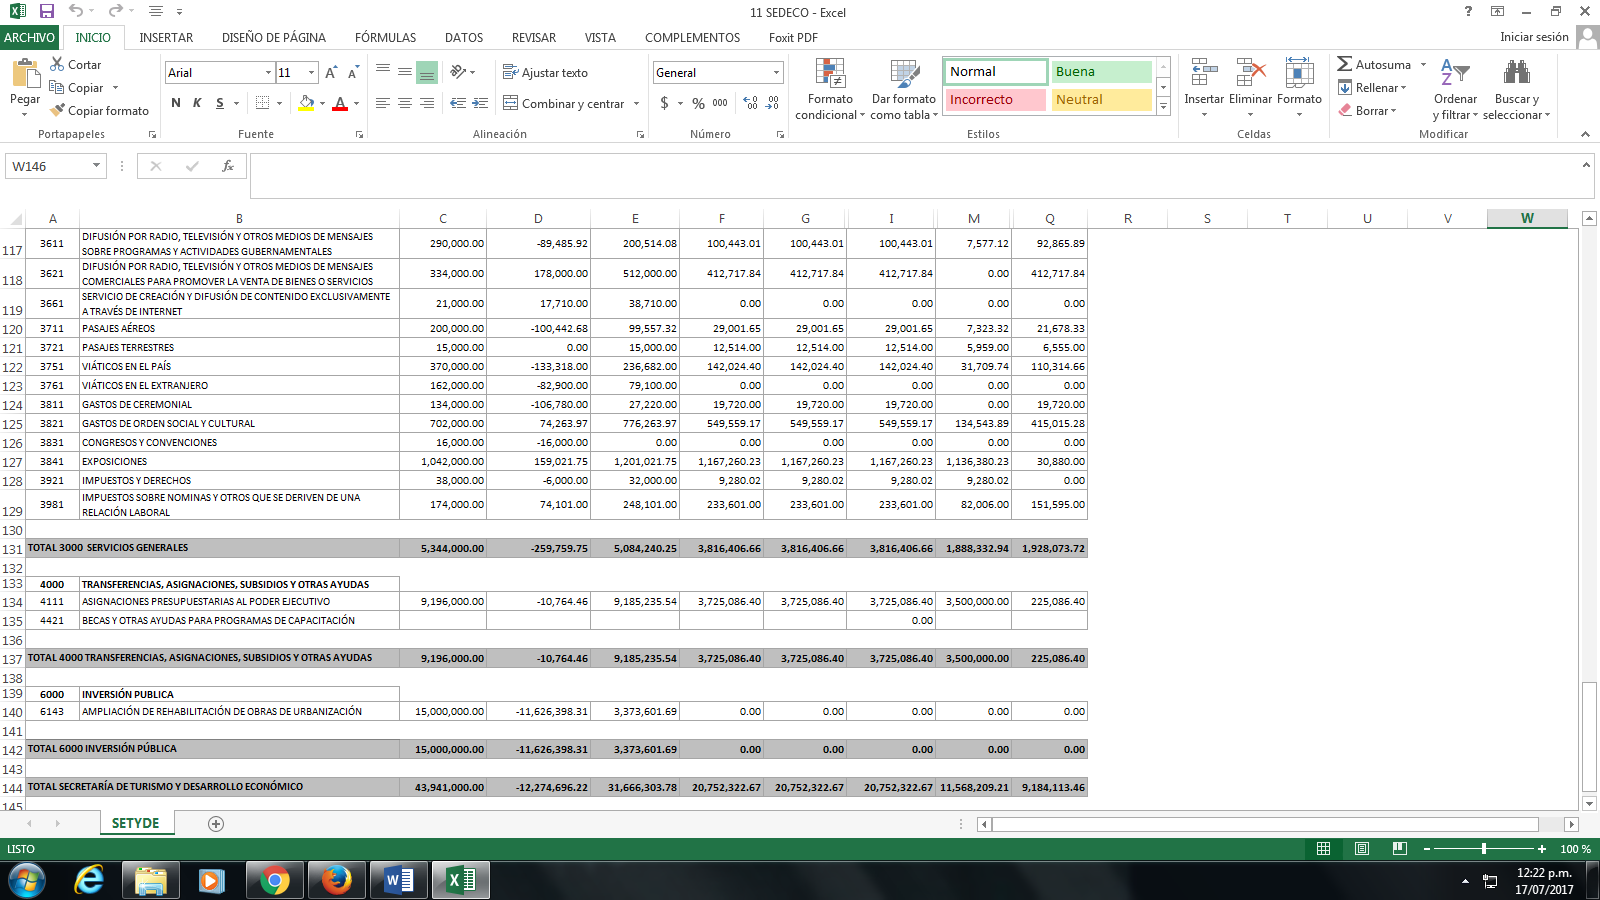 11 SEDECO - Excel
?
ARCHIVO INICIO INSERTAR DISEÑO DE PÁGINA FÓRMULAS DATOS REVISAR VISTA COMPLEMENTOS Foxit PDF Iniciar sesión
Pegar
Cortar
Copiar
Copiar formato
Portapapeles
Arial 11
N K S
Fuente
Ajustar texto
Combinar y centrar
Alineación
General
$ % 000
Número
Formato condicional
Dar formato como tabla
Normal Buena
Incorrecto Neutral
Estilos
Insertar Eliminar Formato
Celdas
Autosuma
Rellenar
Borrar
Ordenar y filtrar
Buscar y seleccionar
Modificar
W146 fx
A B C D E F G I M Q R S T U V W
117 3611 DIFUSIÓN POR RADIO, TELEVISIÓN Y OTROS MEDIOS DE MENSAJES
SOBRE PROGRAMAS Y ACTIVIDADES GUBERNAMENTALES 290,000.00 -89,485.92 200,514.08 100,443.01 100,443.01 100,443.01 7,577.12 92,865.89
118 3621 DIFUSIÓN POR RADIO, TELEVISIÓN Y OTROS MEDIOS DE MENSAJES
COMERCIALES PARA PROMOVER LA VENTA DE BIENES O SERVICIOS 334,000.00 178,000.00 512,000.00 412,717.84 412,717.84 412,717.84 0.00 412,717.84
119 3661 SERVICIO DE CREACIÓN Y DIFUSIÓN DE CONTENIDO EXCLUSIVAMENTE
A TRAVÉS DE INTERNET 21,000.00 17,710.00 38,710.00 0.00 0.00 0.00 0.00 0.00
120 3711 PASAJES AÉREOS 200,000.00 -100,442.68 99,557.32 29,001.65 29,001.65 29,001.65 7,323.32 21,678.33
121 3721 PASAJES TERRESTRES 15,000.00 0.00 15,000.00 12,514.00 12,514.00 12,514.00 5,959.00 6,555.00
122 3751 VIÁTICOS EN EL PAÍS 370,000.00 -133,318.00 236,682.00 142,024.40 142,024.40 142,024.40 31,709.74 110,314.66
123 3761 VIÁTICOS EN EL EXTRANJERO 162,000.00 -82,900.00 79,100.00 0.00 0.00 0.00 0.00 0.00
124 3811 GASTOS DE CEREMONIAL 134,000.00 -106,780.00 27,220.00 19,720.00 19,720.00 19,720.00 0.00 19,720.00
125 3821 GASTOS DE ORDEN SOCIAL Y CULTURAL 702,000.00 74,263.97 776,263.97 549,559.17 549,559.17 549,559.17 134,543.89 415,015.28
126 3831 CONGRESOS Y CONVENCIONES 16,000.00 -16,000.00 0.00 0.00 0.00 0.00 0.00 0.00
127 3841 EXPOSICIONES 1,042,000.00 159,021.75 1,201,021.75 1,167,260.23 1,167,260.23 1,167,260.23 1,136,380.23 30,880.00
128 3921 IMPUESTOS Y DERECHOS 38,000.00 -6,000.00 32,000.00 9,280.02 9,280.02 9,280.02 9,280.02 0.00
129 3981 IMPUESTOS SOBRE NOMINAS Y OTROS QUE SE DERIVEN DE UNA
RELACIÓN LABORAL 174,000.00 74,101.00 248,101.00 233,601.00 233,601.00 233,601.00 82,006.00 151,595.00
130
131 TOTAL 3000 SERVICIOS GENERALES 5,344,000.00 -259,759.75 5,084,240.25 3,816,406.66 3,816,406.66 3,816,406.66 1,888,332.94 1,928,073.72
132
133 4000 TRANSFERENCIAS, ASIGNACIONES, SUBSIDIOS Y OTRAS AYUDAS
134 4111 ASIGNACIONES PRESUPUESTARIAS AL PODER EJECUTIVO 9,196,000.00 -10,764.46 9,185,235.54 3,725,086.40 3,725,086.40 3,725,086.40 3,500,000.00 225,086.40
135 4421 BECAS Y OTRAS AYUDAS PARA PROGRAMAS DE CAPACITACIÓN 0.00
136
137 TOTAL 4000 TRANSFERENCIAS, ASIGNACIONES, SUBSIDIOS Y OTRAS AYUDAS 9,196,000.00 -10,764.46 9,185,235.54 3,725,086.40 3,725,086.40 3,725,086.40 3,500,000.00 225,086.40
138
139 6000 INVERSIÓN PUBLICA
140 6143 AMPLIACIÓN DE REHABILITACIÓN DE OBRAS DE URBANIZACIÓN 15,000,000.00 -11,626,398.31 3,373,601.69 0.00 0.00 0.00 0.00 0.00
141
142 TOTAL 6000 INVERSIÓN PÚBLICA 15,000,000.00 -11,626,398.31 3,373,601.69 0.00 0.00 0.00 0.00 0.00
143
144 TOTAL SECRETARÍA DE TURISMO Y DESARROLLO ECONÓMICO 43,941,000.00 -12,274,696.22 31,666,303.78 20,752,322.67 20,752,322.67 20,752,322.67 11,568,209.21 9,184,113.46
145
SETYDE
LISTO 100 %
12:22 p.m.
17/07/2017